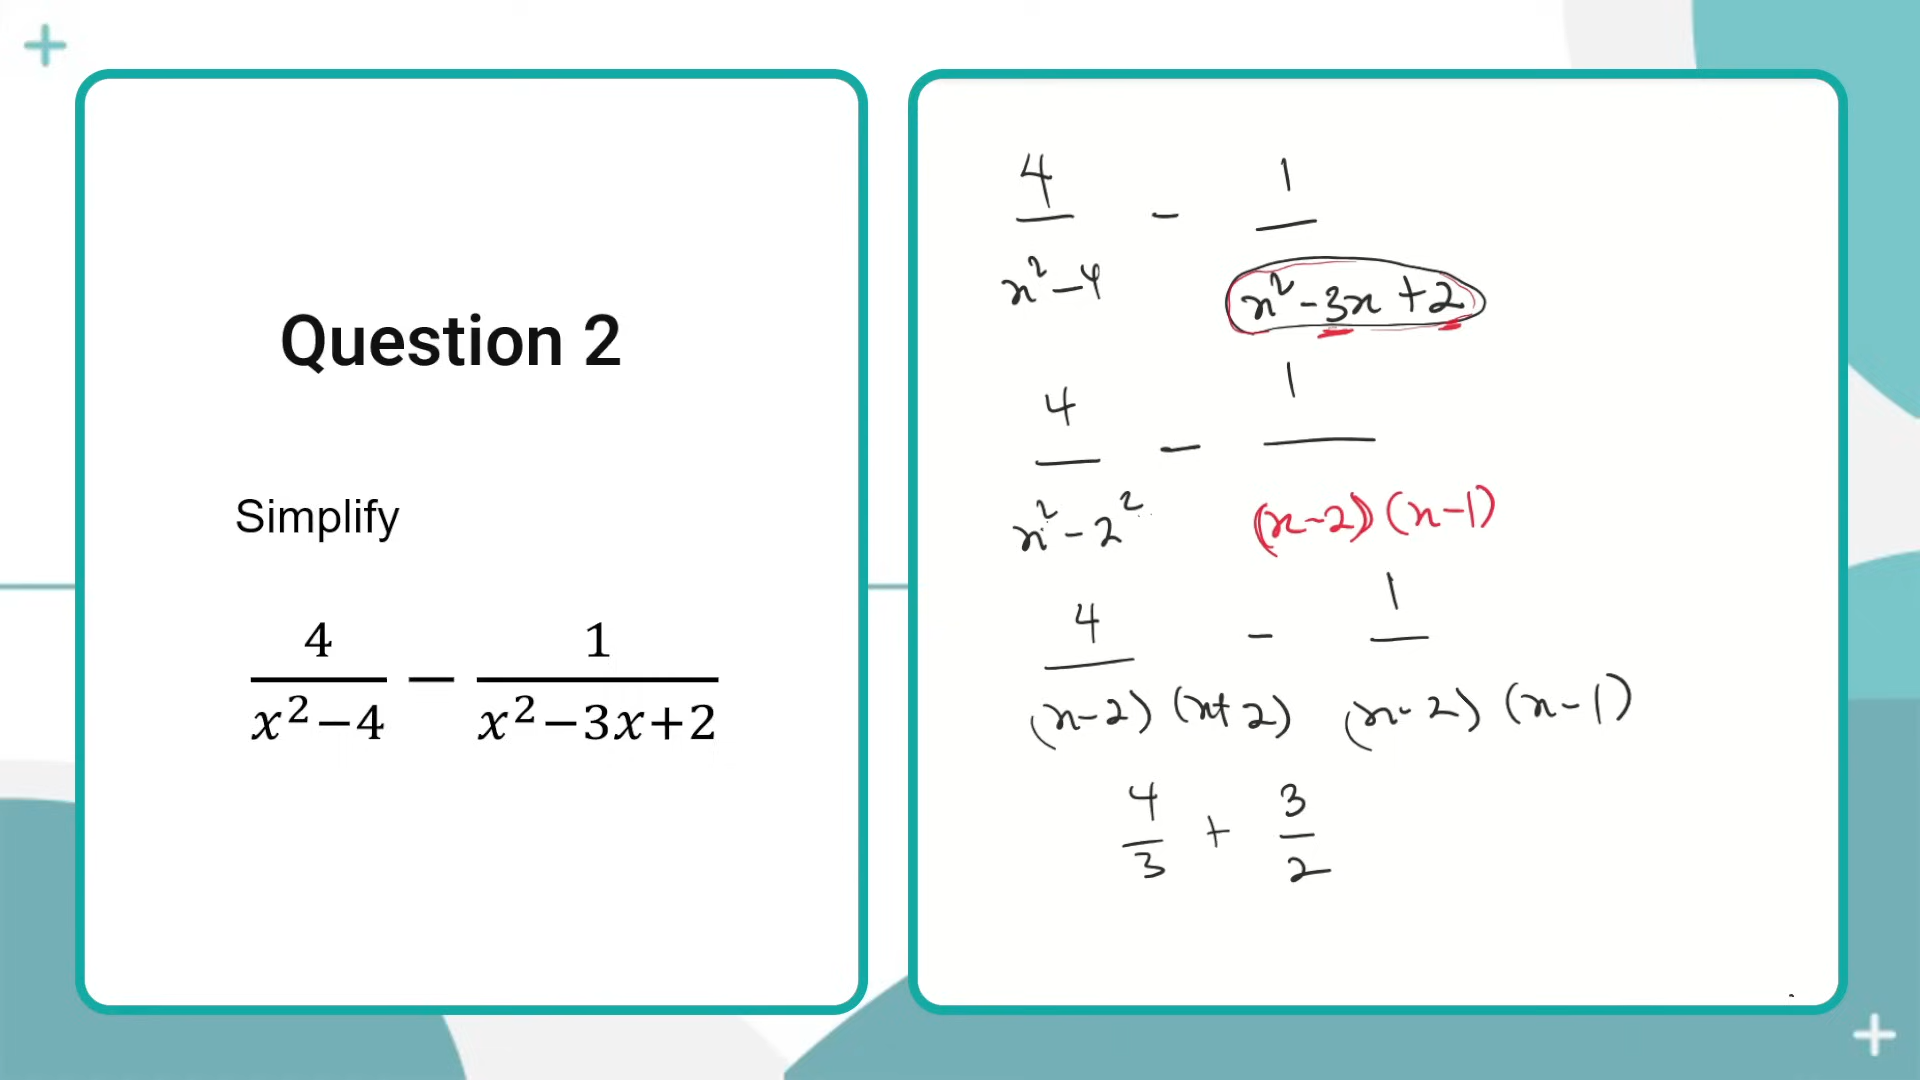 Question 2
Simplify
4/(x²−4) − 1/(x²−3x+2)
4/(x²−4) − 1/(x²−3x+2)
4/(x²−2²) − 1/((x−2)(x−1))
4/((x−2)(x+2)) − 1/((x−2)(x−1))
4/3 + 3/2